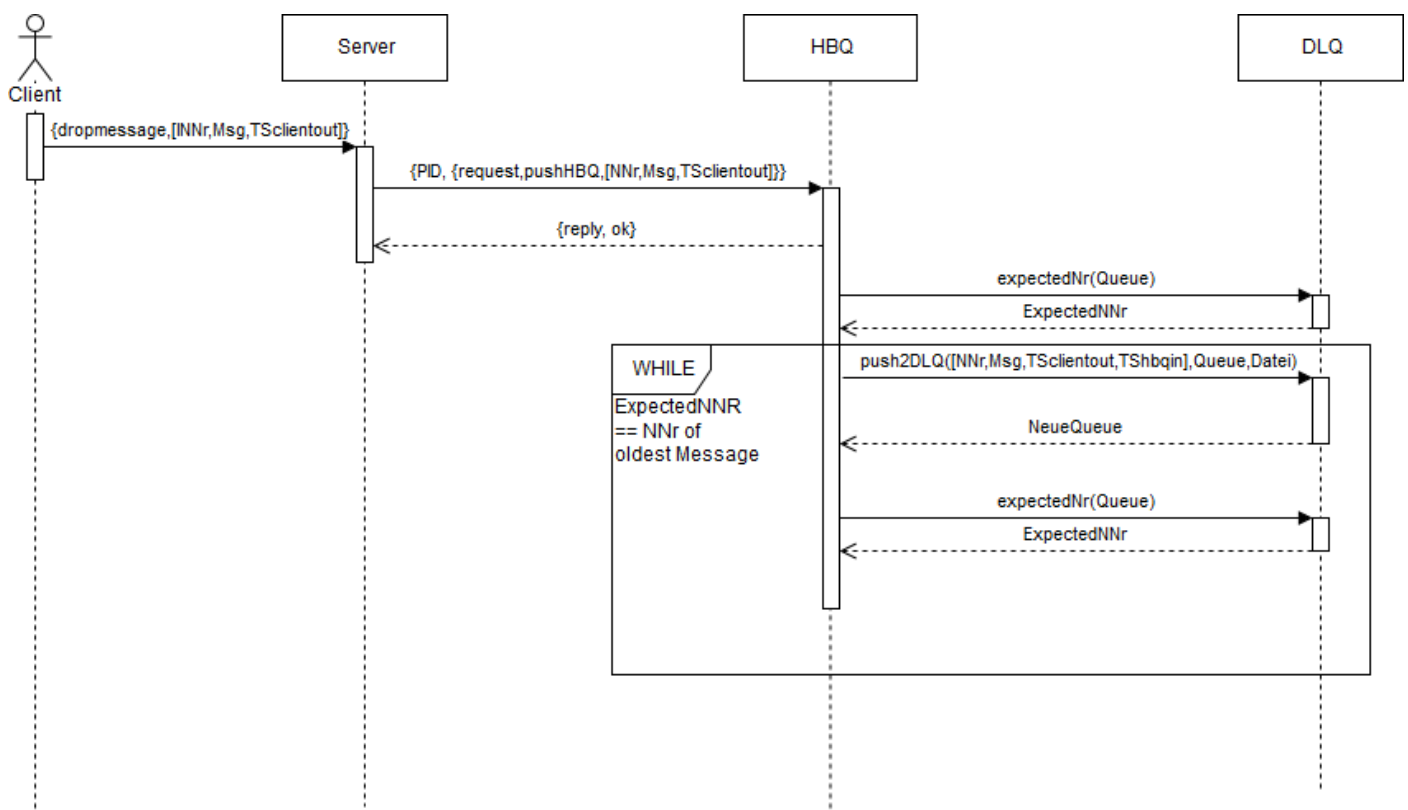 Server
HBQ
DLQ
Client
{dropmessage,[INNr,Msg,TSclientout]}
{PID, {request,pushHBQ,[NNr,Msg,TSclientout]}}
{reply, ok}
expectedNr(Queue)
ExpectedNNr
WHILE
push2DLQ([NNr,Msg,TSclientout,TShbqin],Queue,Datei)
ExpectedNNR
== NNr of
oldest Message
NeueQueue
expectedNr(Queue)
ExpectedNNr